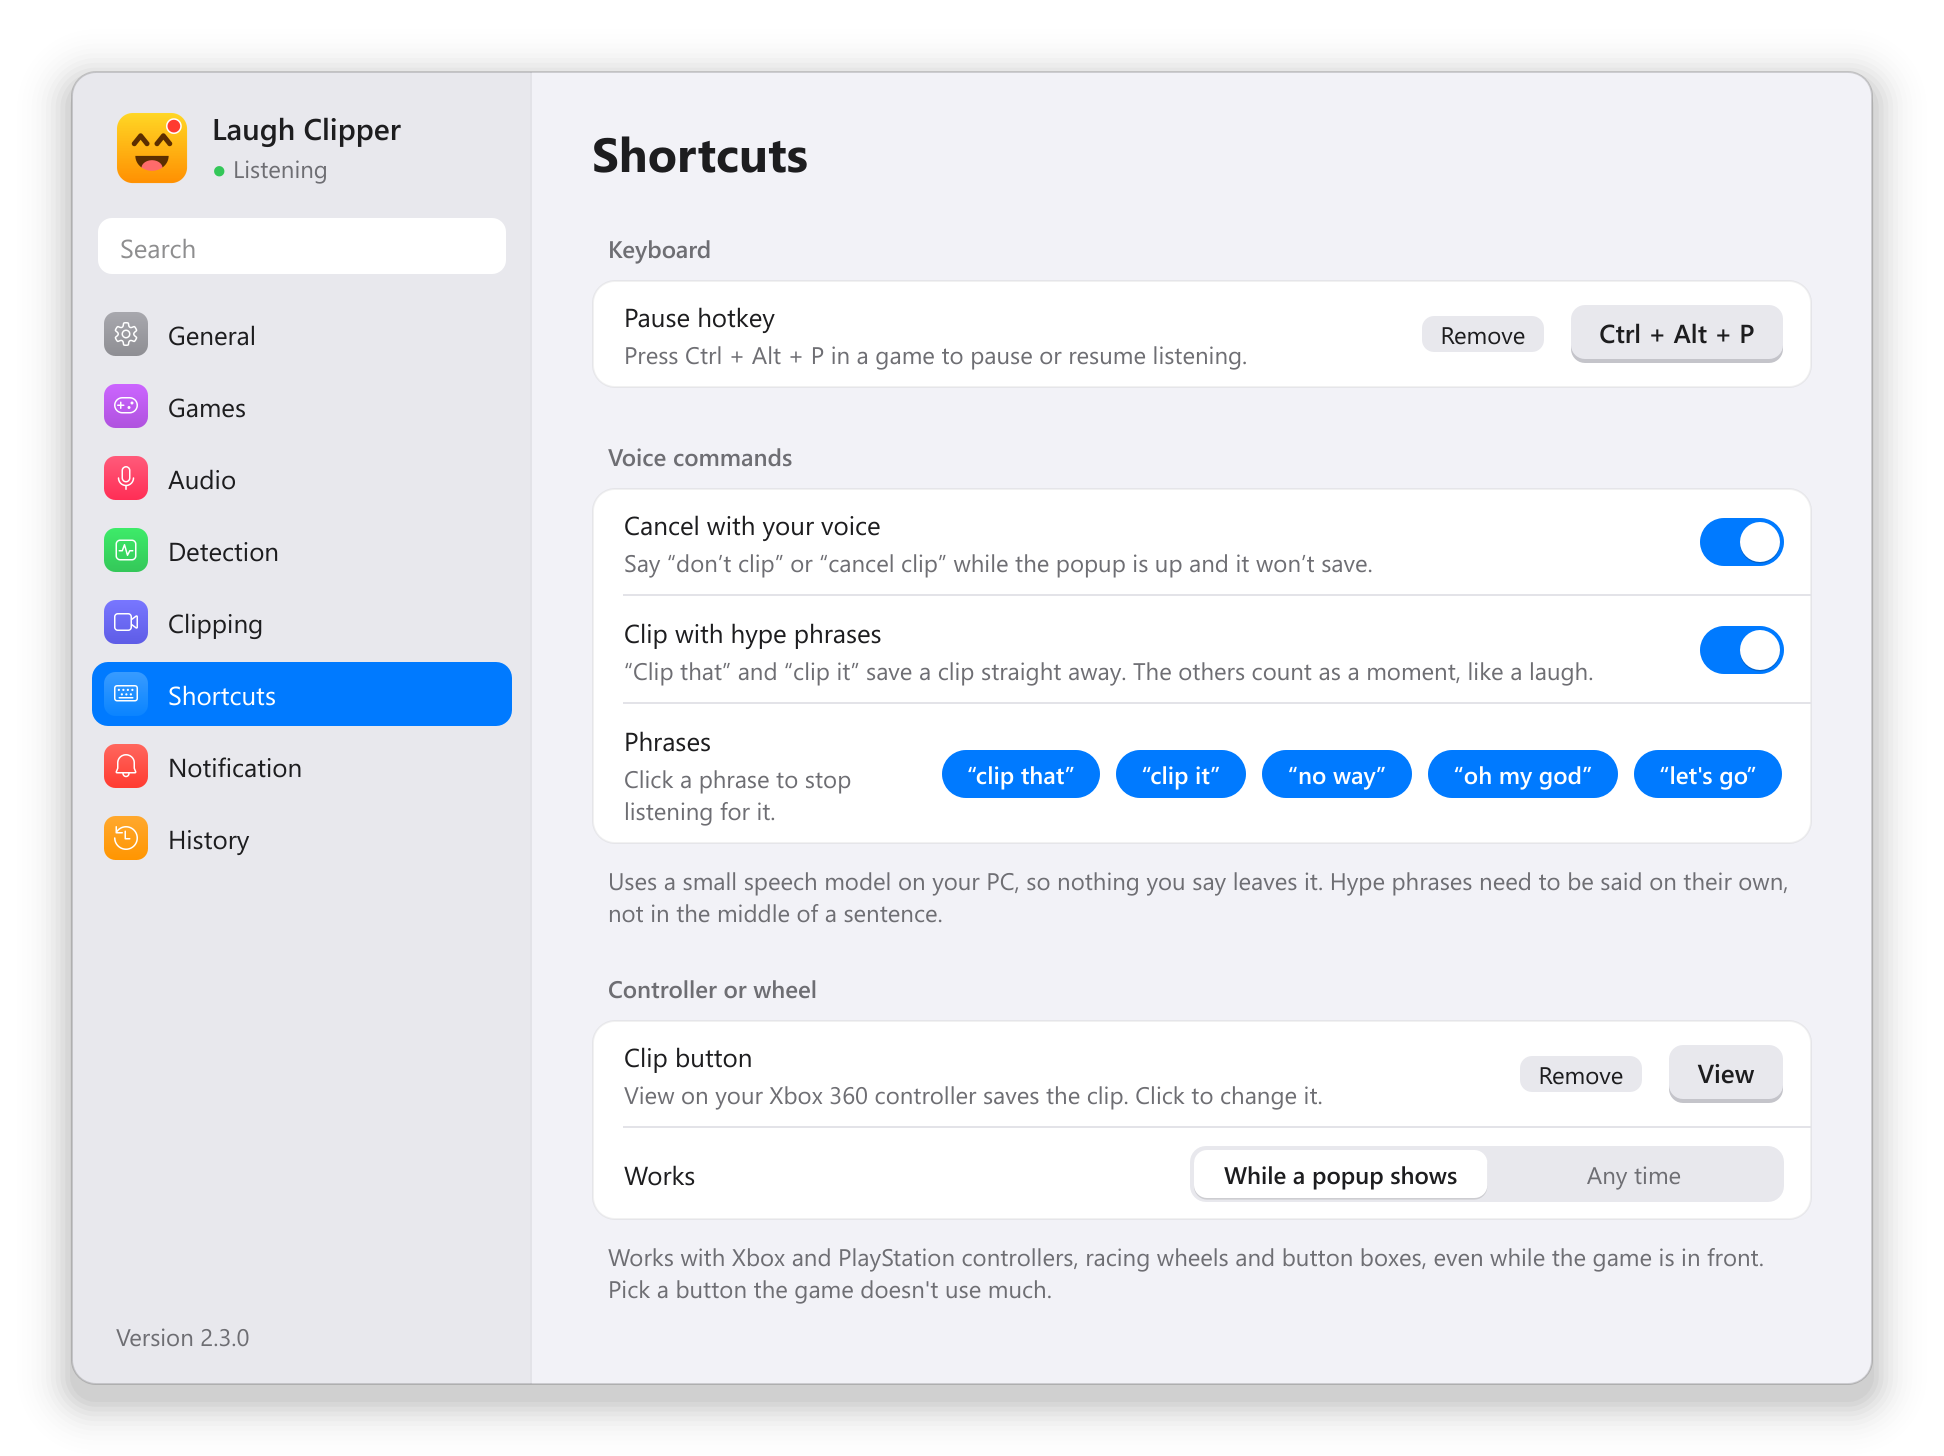 Laugh Clipper
Listening
Search
General
Games
Audio
Detection
Clipping
Shortcuts
Notification
History
Version 2.3.0
Shortcuts
Keyboard
Pause hotkey
Press Ctrl + Alt + P in a game to pause or resume listening.
Remove
Ctrl + Alt + P
Voice commands
Cancel with your voice
Say “don’t clip” or “cancel clip” while the popup is up and it won’t save.
Clip with hype phrases
“Clip that” and “clip it” save a clip straight away. The others count as a moment, like a laugh.
Phrases
Click a phrase to stop
listening for it.
“clip that”
“clip it”
“no way”
“oh my god”
“let's go”
Uses a small speech model on your PC, so nothing you say leaves it. Hype phrases need to be said on their own,
not in the middle of a sentence.
Controller or wheel
Clip button
View on your Xbox 360 controller saves the clip. Click to change it.
Remove
View
Works
While a popup shows
Any time
Works with Xbox and PlayStation controllers, racing wheels and button boxes, even while the game is in front.
Pick a button the game doesn't use much.